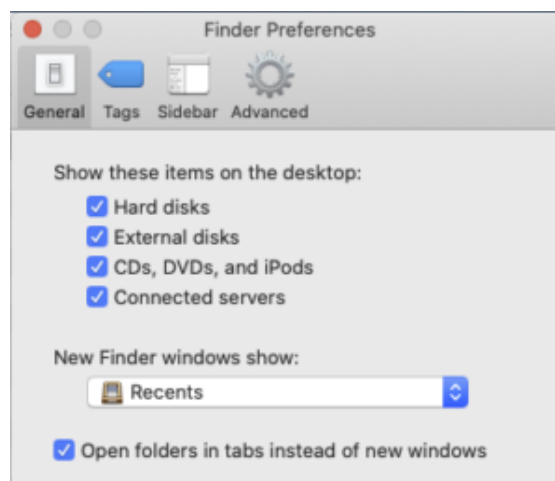 Finder Preferences
General Tags Sidebar Advanced
Show these items on the desktop:
Hard disks
External disks
CDs, DVDs, and iPods
Connected servers
New Finder windows show:
Recents
Open folders in tabs instead of new windows